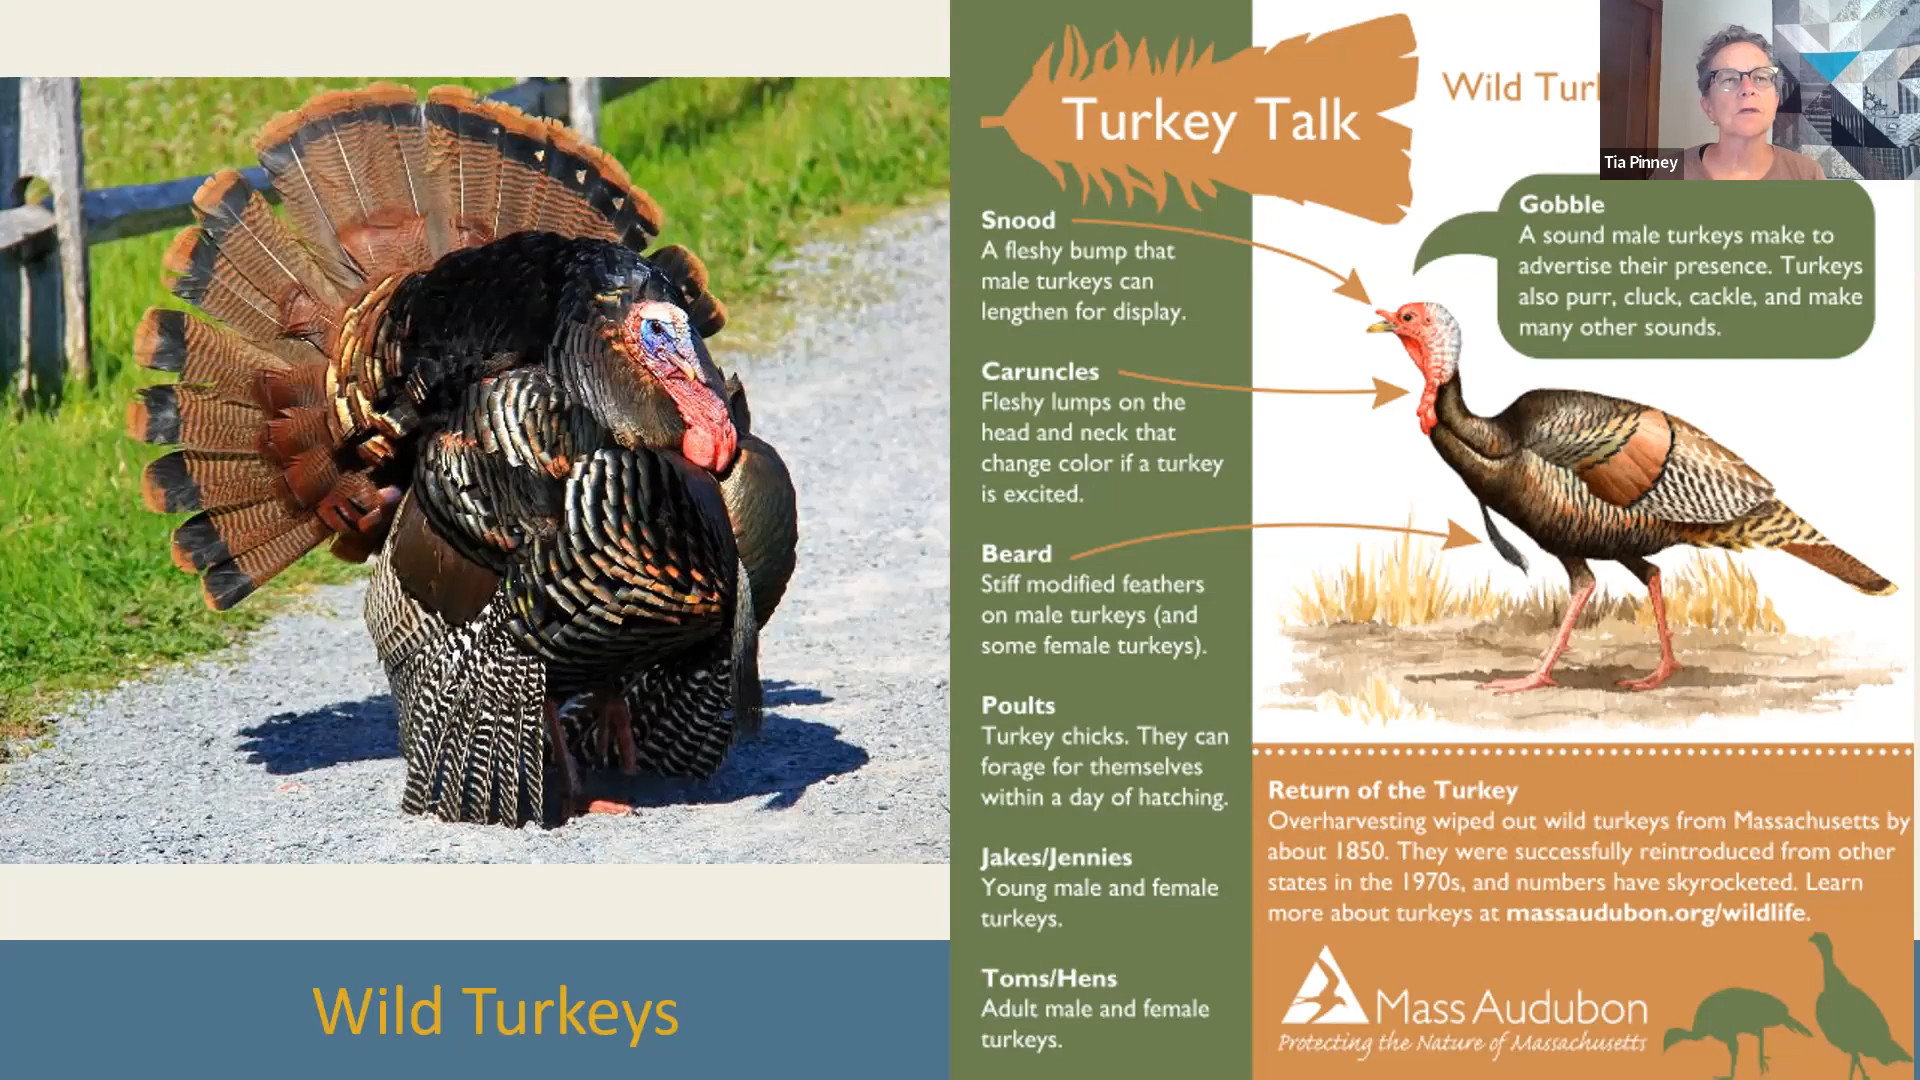 Wild Turkeys
Turkey Talk
Wild
Tia Pinney
Snood
A fleshy bump that
male turkeys can
lengthen for display.
Caruncles
Fleshy lumps on the
head and neck that
change color if a turkey
is excited.
Beard
Stiff modified feathers
on male turkeys (and
some female turkeys).
Poults
Turkey chicks. They can
forage for themselves
within a day of hatching.
Jakes/Jennies
Young male and female
turkeys.
Toms/Hens
Adult male and female
turkeys.
Gobble
A sound male turkeys make to
advertise their presence. Turkeys
also purr, cluck, cackle, and make
many other sounds.
Return of the Turkey
Overharvesting wiped out wild turkeys from Massachusetts by
about 1850. They were successfully reintroduced from other
states in the 1970s, and numbers have skyrocketed. Learn
more about turkeys at massaudubon.org/wildlife.
Mass Audubon
Protecting the Nature of Massachusetts